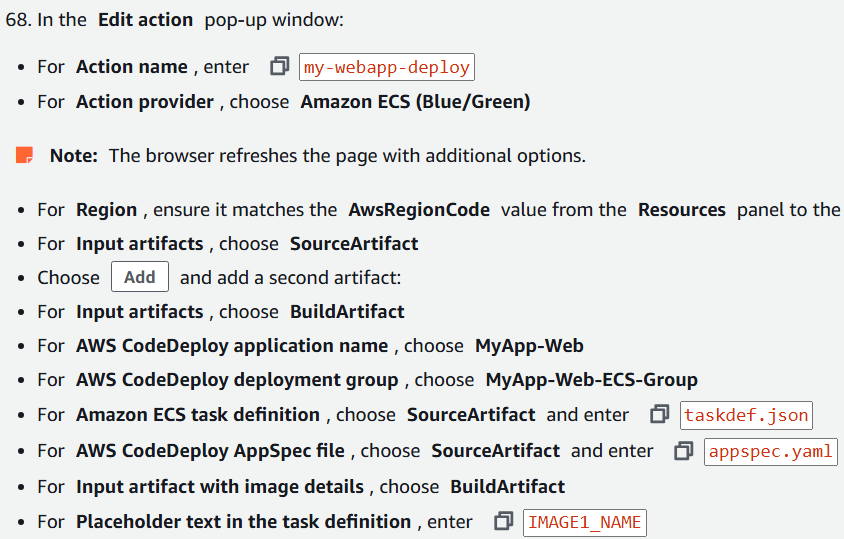 68. In the Edit action pop-up window:
• For Action name , enter my-webapp-deploy
• For Action provider , choose Amazon ECS (Blue/Green)
Note: The browser refreshes the page with additional options.
• For Region , ensure it matches the AwsRegionCode value from the Resources panel to the
• For Input artifacts , choose SourceArtifact
• Choose Add and add a second artifact:
• For Input artifacts , choose BuildArtifact
• For AWS CodeDeploy application name , choose MyApp-Web
• For AWS CodeDeploy deployment group , choose MyApp-Web-ECS-Group
• For Amazon ECS task definition , choose SourceArtifact and enter taskdef.json
• For AWS CodeDeploy AppSpec file , choose SourceArtifact and enter appspec.yaml
• For Input artifact with image details , choose BuildArtifact
• For Placeholder text in the task definition , enter IMAGE1_NAME